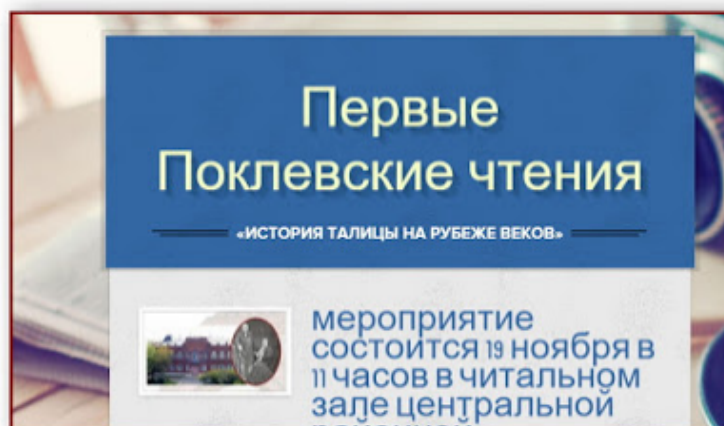 Первые
Поклевские чтения
«ИСТОРИЯ ТАЛИЦЫ НА РУБЕЖЕ ВЕКОВ»
мероприятие
состоится 19 ноября в
11 часов в читальном
зале центральной